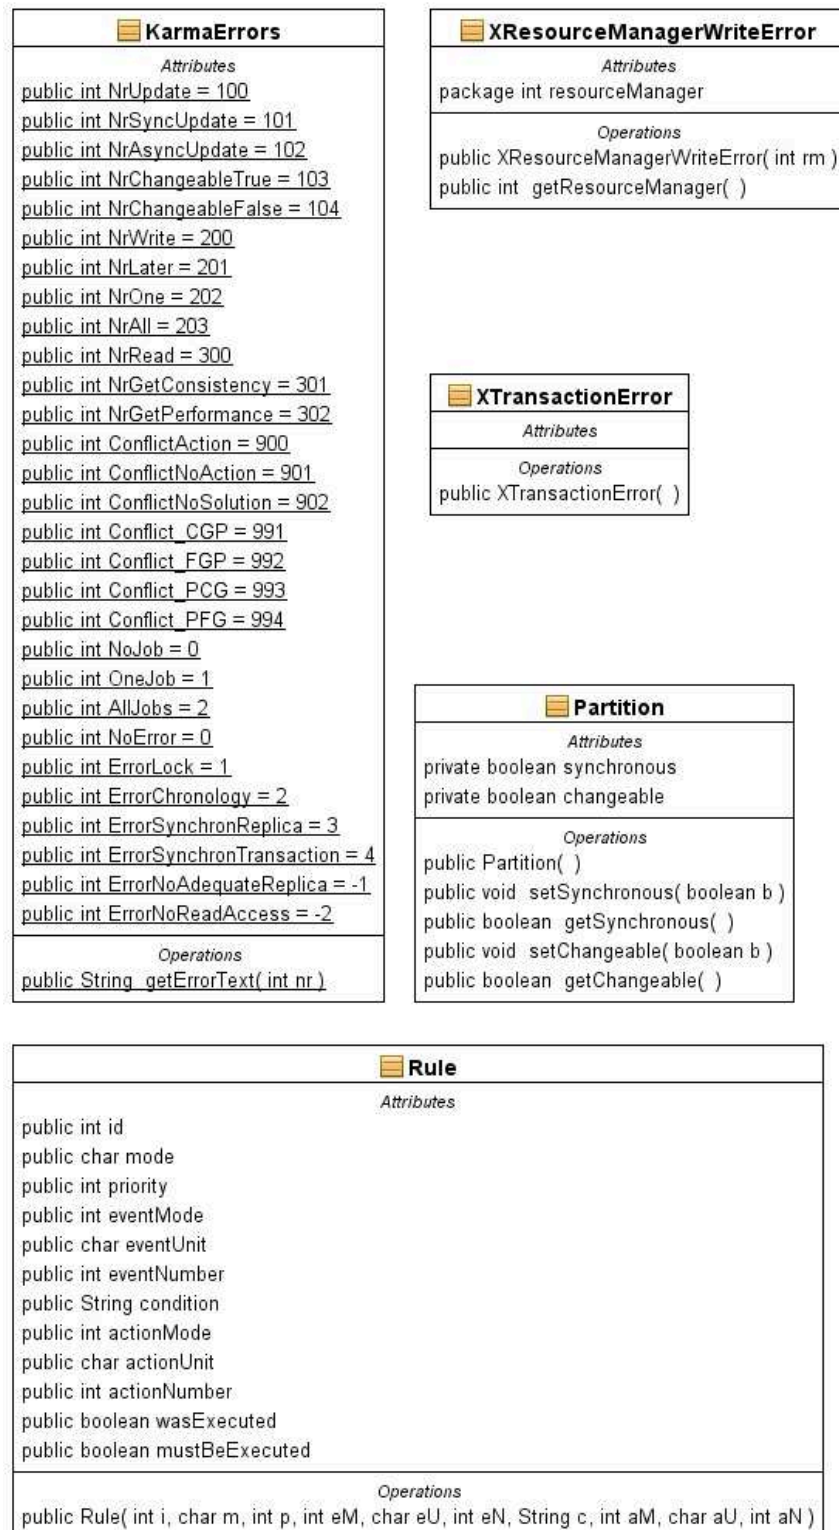 KarmaErrors
Attributes
public int NrUpdate = 100
public int NrSyncUpdate = 101
public int NrAsyncUpdate = 102
public int NrChangeableTrue = 103
public int NrChangeableFalse = 104
public int NrWrite = 200
public int NrLater = 201
public int NrOne = 202
public int NrAll = 203
public int NrRead = 300
public int NrGetConsistency = 301
public int NrGetPerformance = 302
public int ConflictAction = 900
public int ConflictNoAction = 901
public int ConflictNoSolution = 902
public int Conflict_CGP = 991
public int Conflict_FGP = 992
public int Conflict_PCG = 993
public int Conflict_PFG = 994
public int NoJob = 0
public int OneJob = 1
public int AllJobs = 2
public int NoError = 0
public int ErrorLock = 1
public int ErrorChronology = 2
public int ErrorSynchronReplica = 3
public int ErrorSynchronTransaction = 4
public int ErrorNoAdequateReplica = -1
public int ErrorNoReadAccess = -2
Operations
public String getErrorText( int nr )
XResourceManagerWriteError
Attributes
package int resourceManager
Operations
public XResourceManagerWriteError( int rm )
public int getResourceManager( )
XTransactionError
Attributes
Operations
public XTransactionError( )
Partition
Attributes
private boolean synchronous
private boolean changeable
Operations
public Partition( )
public void setSynchronous( boolean b )
public boolean getSynchronous( )
public void setChangeable( boolean b )
public boolean getChangeable( )
Rule
Attributes
public int id
public char mode
public int priority
public int eventMode
public char eventUnit
public int eventNumber
public String condition
public int actionMode
public char actionUnit
public int actionNumber
public boolean wasExecuted
public boolean mustBeExecuted
Operations
public Rule( int i, char m, int p, int eM, char eU, int eN, String c, int aM, char aU, int aN )